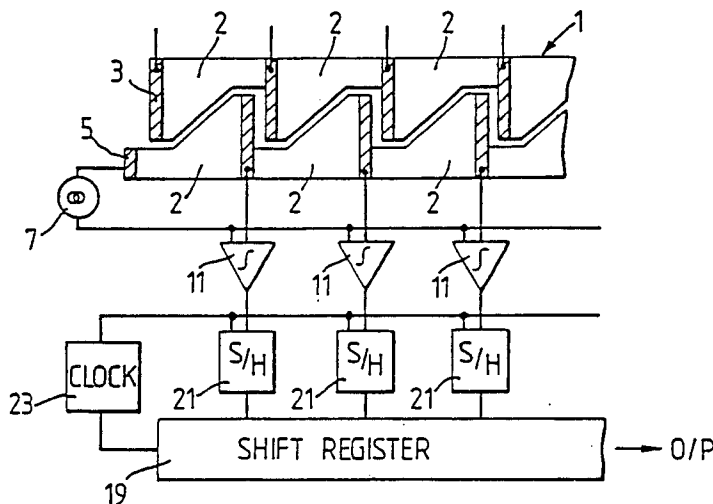 1
2 2 2
3
5
7
2 2 2
∫ ∫ ∫
11 11 11
CLOCK
23
S/H S/H S/H
21 21 21
SHIFT REGISTER
O/P
19